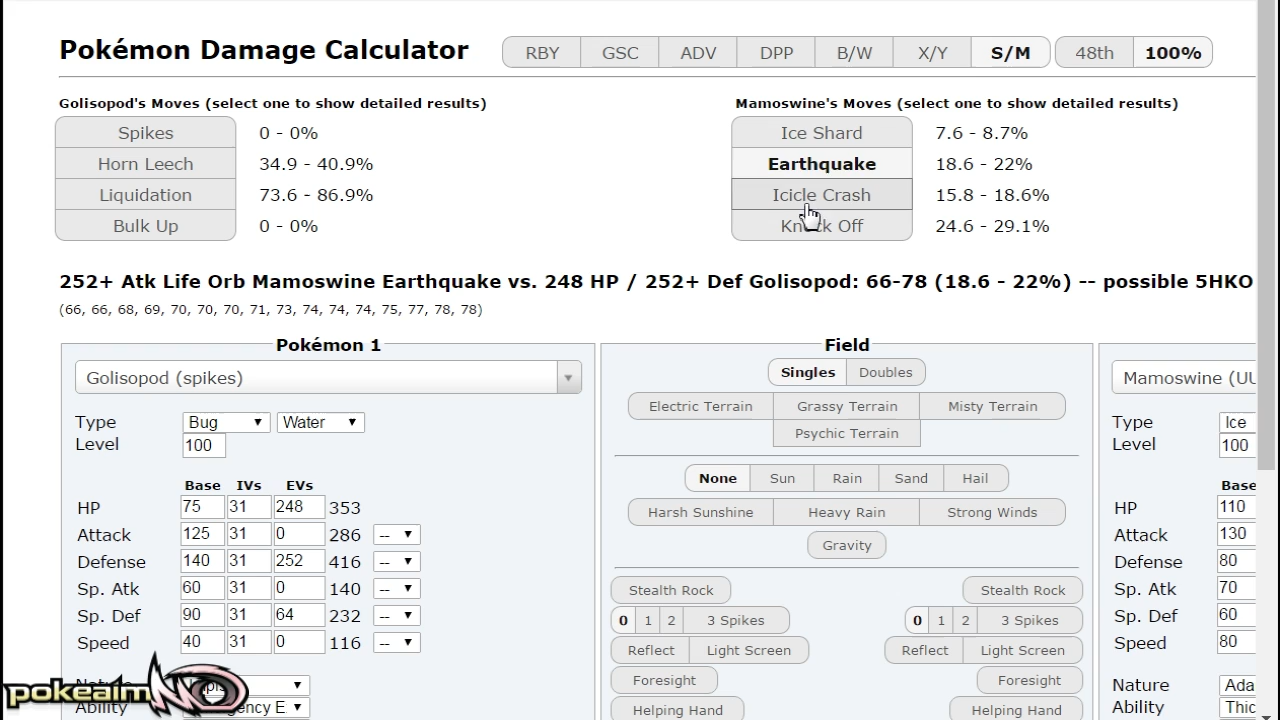 Pokémon Damage Calculator RBY GSC ADV DPP B/W X/Y S/M 48th 100%
Golisopod's Moves (select one to show detailed results) Mamoswine's Moves (select one to show detailed results)
Spikes 0 - 0% Ice Shard 7.6 - 8.7%
Horn Leech 34.9 - 40.9% Earthquake 18.6 - 22%
Liquidation 73.6 - 86.9% Icicle Crash 15.8 - 18.6%
Bulk Up 0 - 0% Knock Off 24.6 - 29.1%
252+ Atk Life Orb Mamoswine Earthquake vs. 248 HP / 252+ Def Golisopod: 66-78 (18.6 - 22%) -- possible 5HKO
(66, 66, 68, 69, 70, 70, 70, 71, 73, 74, 74, 74, 75, 77, 78, 78)
Pokémon 1 Field
Golisopod (spikes) Singles Doubles Mamoswine (UU
Electric Terrain Grassy Terrain Misty Terrain
Type Bug Water Type Ice
Psychic Terrain
Level 100 Level 100
Base IVs EVs None Sun Rain Sand Hail Base
HP 75 31 248 353 Harsh Sunshine Heavy Rain Strong Winds HP 110
Attack 125 31 0 286 -- Gravity Attack 130
Defense 140 31 252 416 -- Defense 80
Sp. Atk 60 31 0 140 -- Stealth Rock Stealth Rock Sp. Atk 70
Sp. Def 90 31 64 232 -- 0 1 2 3 Spikes 0 1 2 3 Spikes Sp. Def 60
Speed 40 31 0 116 -- Reflect Light Screen Reflect Light Screen Speed 80
Foresight Foresight Nature Ada
pokeaimMD
Ability Helping Hand Helping Hand Ability Thic